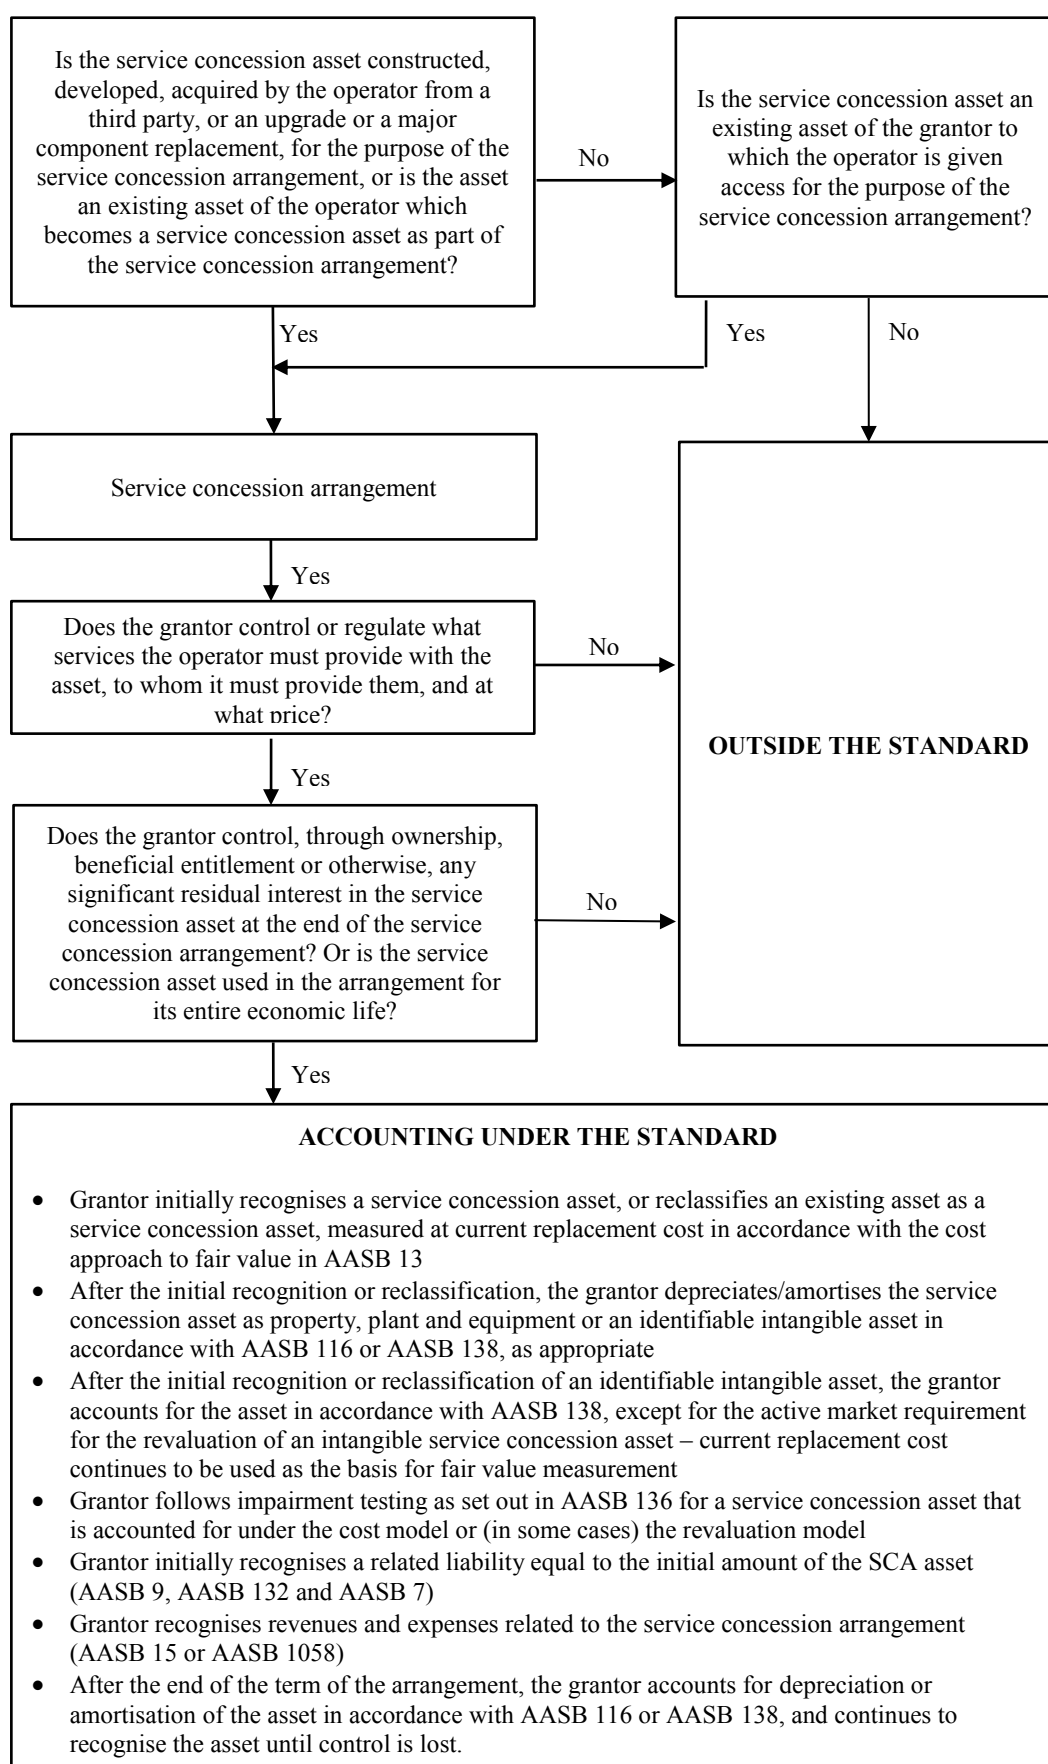 Is the service concession asset constructed,
developed, acquired by the operator from a
third party, or an upgrade or a major
component replacement, for the purpose of the
service concession arrangement, or is the asset
an existing asset of the operator which
becomes a service concession asset as part of
the service concession arrangement?
No
Is the service concession asset an
existing asset of the grantor to
which the operator is given
access for the purpose of the
service concession arrangement?
Yes
Yes
No
Service concession arrangement
Yes
Does the grantor control or regulate what
services the operator must provide with the
asset, to whom it must provide them, and at
what price?
No
OUTSIDE THE STANDARD
Yes
Does the grantor control, through ownership,
beneficial entitlement or otherwise, any
significant residual interest in the service
concession asset at the end of the service
concession arrangement? Or is the service
concession asset used in the arrangement for
its entire economic life?
No
Yes
ACCOUNTING UNDER THE STANDARD
• Grantor initially recognises a service concession asset, or reclassifies an existing asset as a
service concession asset, measured at current replacement cost in accordance with the cost
approach to fair value in AASB 13
• After the initial recognition or reclassification, the grantor depreciates/amortises the service
concession asset as property, plant and equipment or an identifiable intangible asset in
accordance with AASB 116 or AASB 138, as appropriate
• After the initial recognition or reclassification of an identifiable intangible asset, the grantor
accounts for the asset in accordance with AASB 138, except for the active market requirement
for the revaluation of an intangible service concession asset – current replacement cost
continues to be used as the basis for fair value measurement
• Grantor follows impairment testing as set out in AASB 136 for a service concession asset that
is accounted for under the cost model or (in some cases) the revaluation model
• Grantor initially recognises a related liability equal to the initial amount of the SCA asset
(AASB 9, AASB 132 and AASB 7)
• Grantor recognises revenues and expenses related to the service concession arrangement
(AASB 15 or AASB 1058)
• After the end of the term of the arrangement, the grantor accounts for depreciation or
amortisation of the asset in accordance with AASB 116 or AASB 138, and continues to
recognise the asset until control is lost.